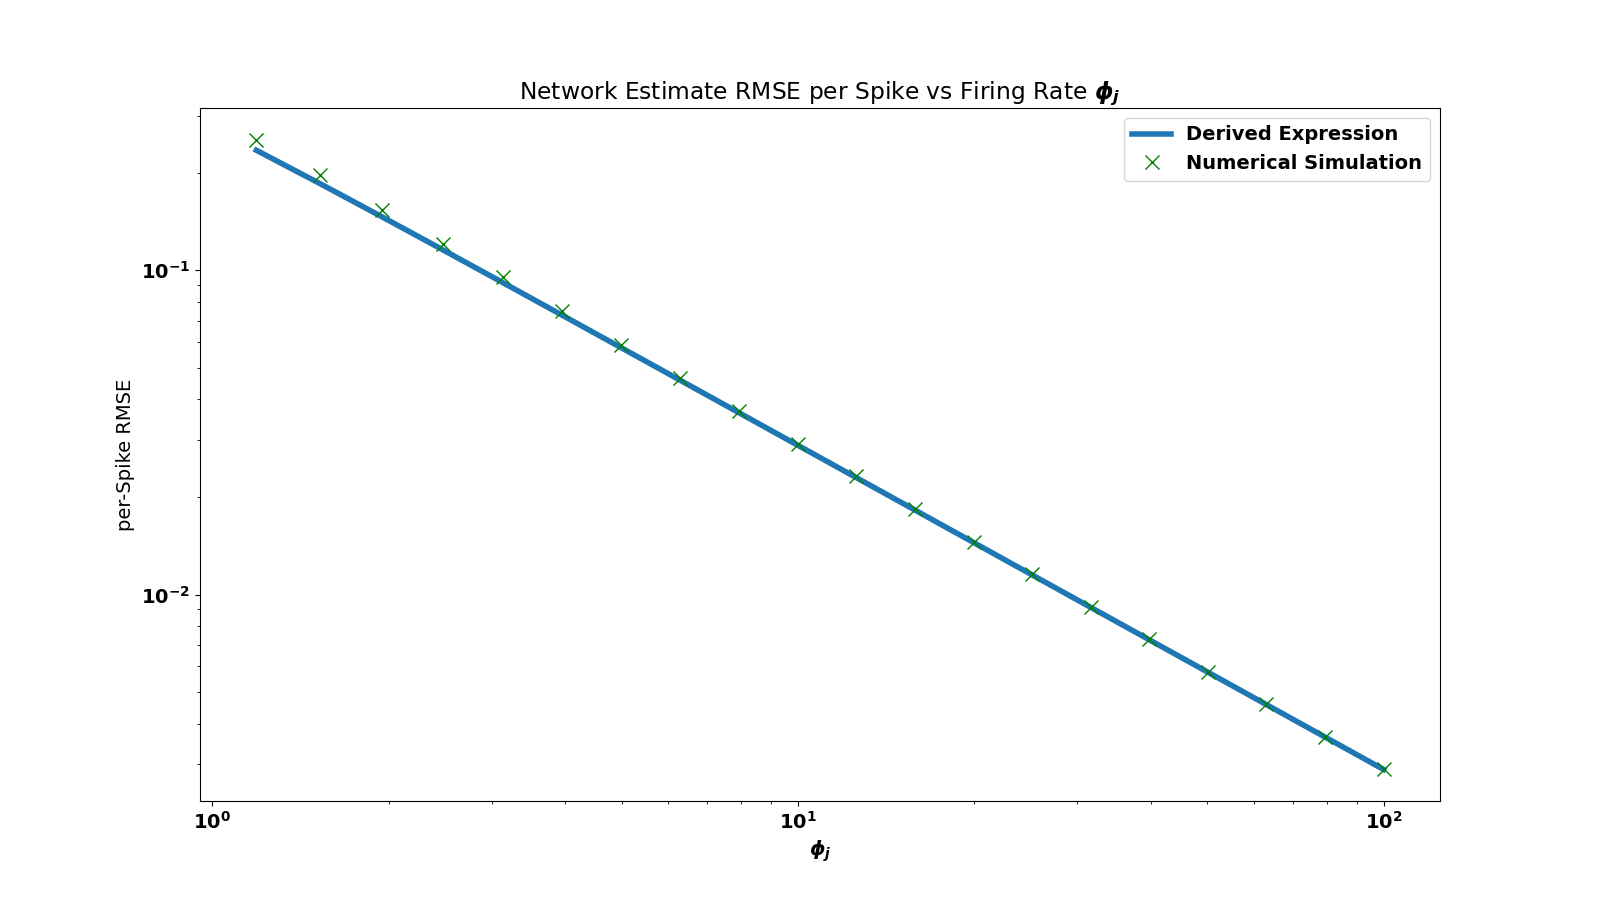 Network Estimate RMSE per Spike vs Firing Rate ϕⱼ
Derived Expression
Numerical Simulation
per-Spike RMSE
10⁻¹
10⁻²
10⁰
10¹
10²
ϕⱼ